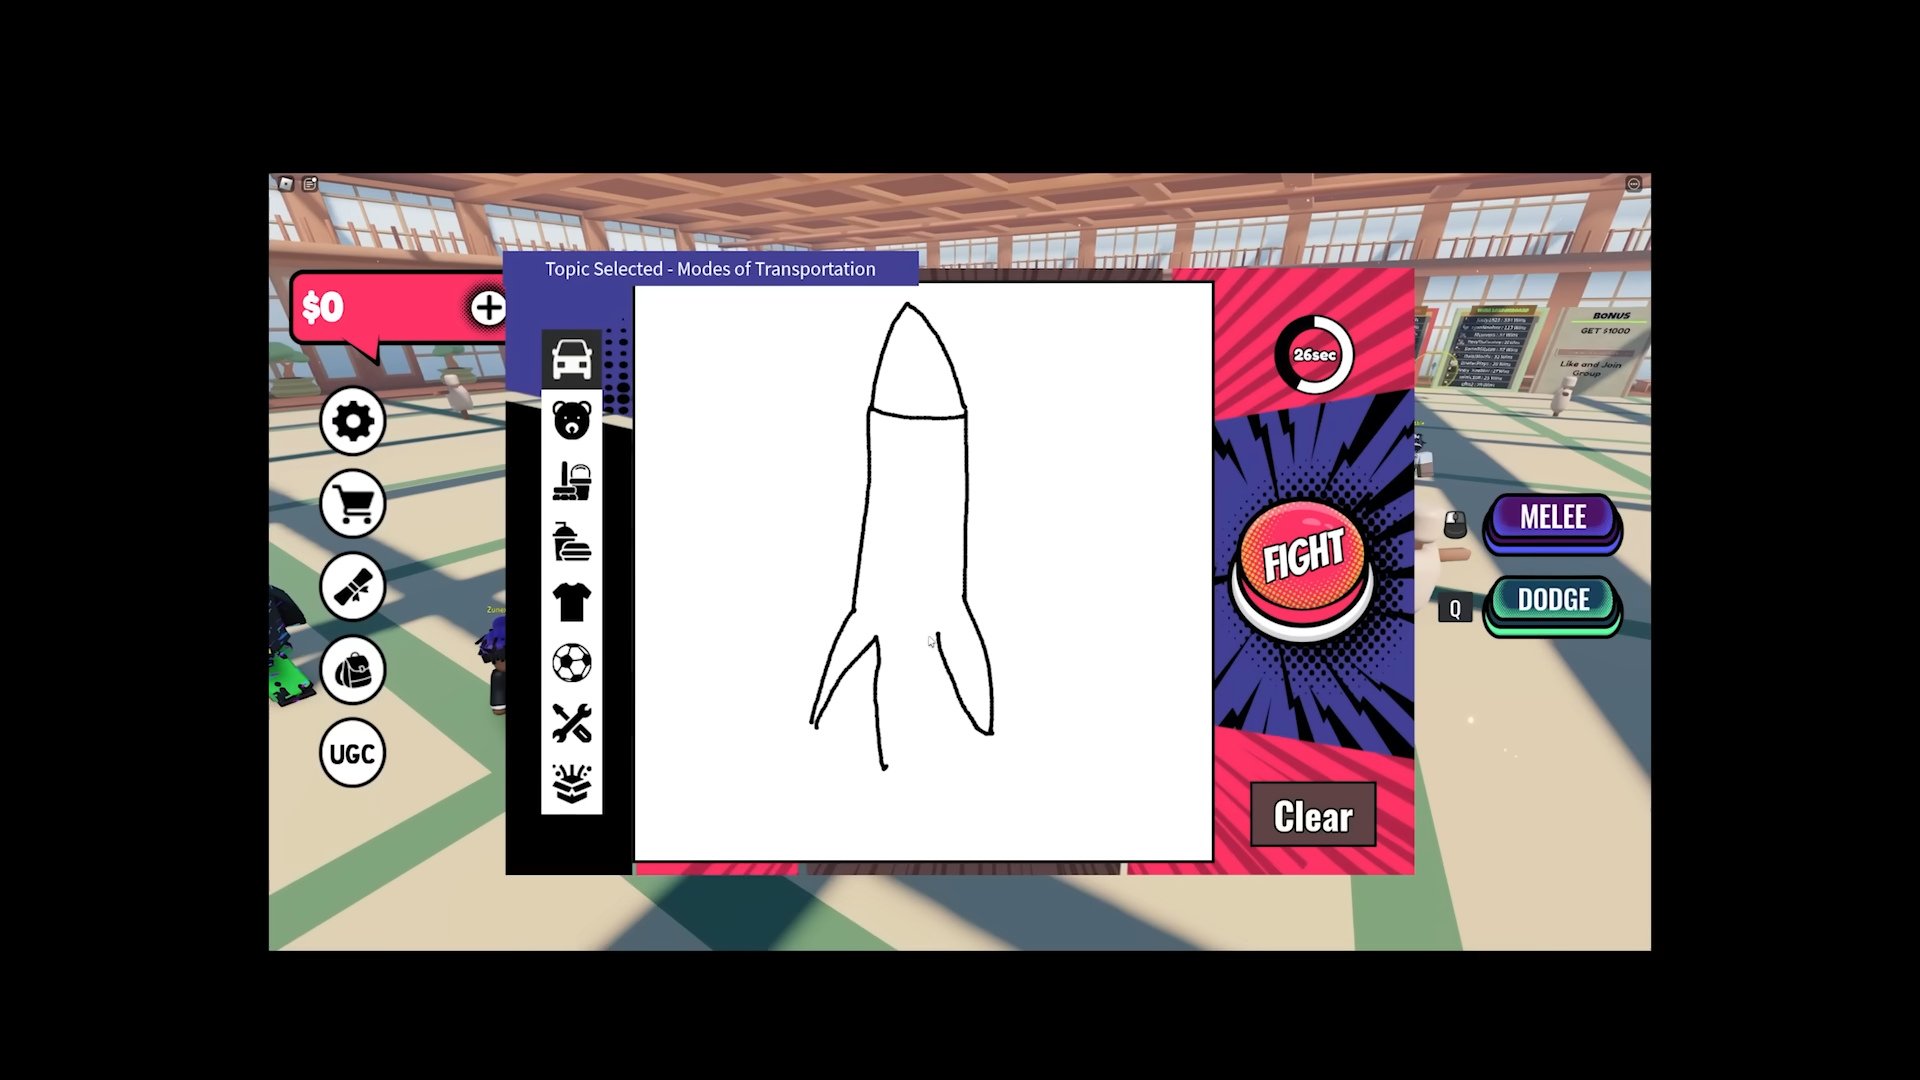 Topic Selected - Modes of Transportation
$0
26sec
BONUS
GET $1000
Like and Join
Group
MELEE
FIGHT
Q
DODGE
UGC
Clear